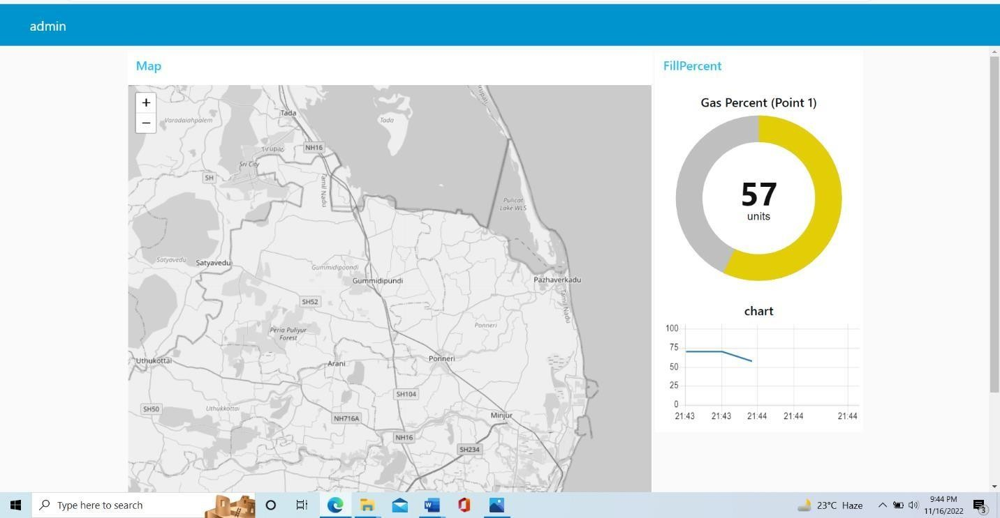 admin
Map
FillPercent
+
−
Varadaiahpalem
Tada
Tada
Tirupati
NH16
Sri City
SH
Tamil Nadu
Pulicat
Lake WLS
Satyavedu
Satyavedu
Gummidipoondi
Gummidipundi
Pazhaverkadu
Tamil Nadu
SH52
Peria Puliyur
Forest
Ponneri
Uthukottai
Arani
Ponneri
SH104
SH50
Uthukkottai
NH716A
Minjur
NH16
SH234
Gas Percent (Point 1)
57
units
chart
100
75
50
25
0
21:43 21:43 21:44 21:44 21:44
Type here to search
23°C Haze
9:44 PM
11/16/2022
3